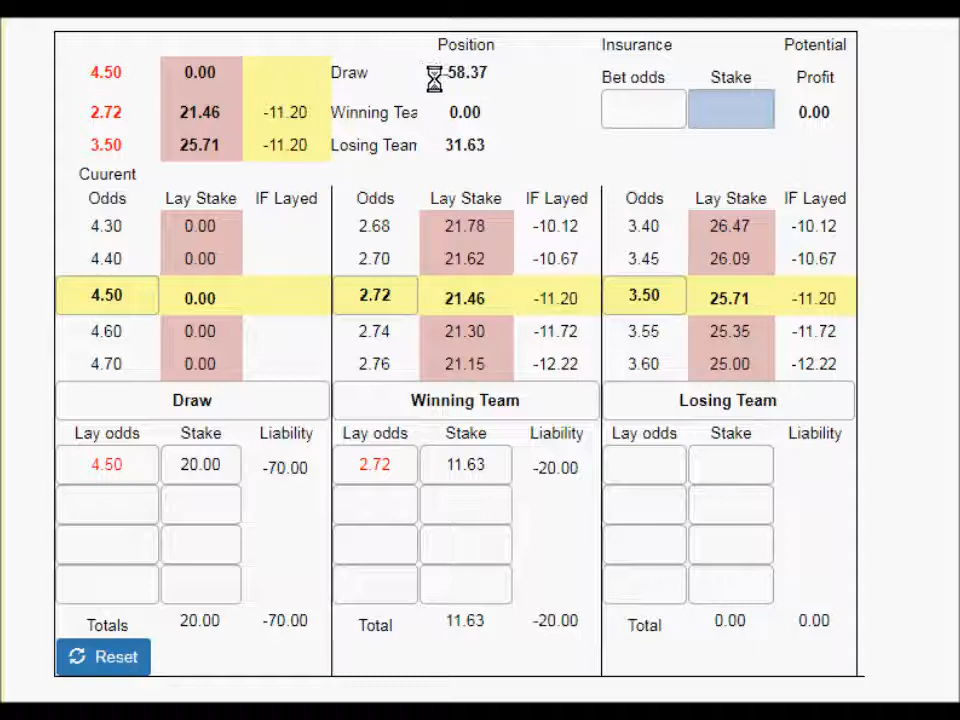 Position Insurance Potential
4.50 0.00 Draw 58.37 Bet odds Stake Profit
2.72 21.46 -11.20 Winning Tea 0.00 0.00
3.50 25.71 -11.20 Losing Team 31.63
Cuurent
Odds Lay Stake IF Layed Odds Lay Stake IF Layed Odds Lay Stake IF Layed
4.30 0.00 2.68 21.78 -10.12 3.40 26.47 -10.12
4.40 0.00 2.70 21.62 -10.67 3.45 26.09 -10.67
4.50 0.00 2.72 21.46 -11.20 3.50 25.71 -11.20
4.60 0.00 2.74 21.30 -11.72 3.55 25.35 -11.72
4.70 0.00 2.76 21.15 -12.22 3.60 25.00 -12.22
Draw Winning Team Losing Team
Lay odds Stake Liability Lay odds Stake Liability Lay odds Stake Liability
4.50 20.00 -70.00 2.72 11.63 -20.00
Totals 20.00 -70.00 Total 11.63 -20.00 Total 0.00 0.00
Reset